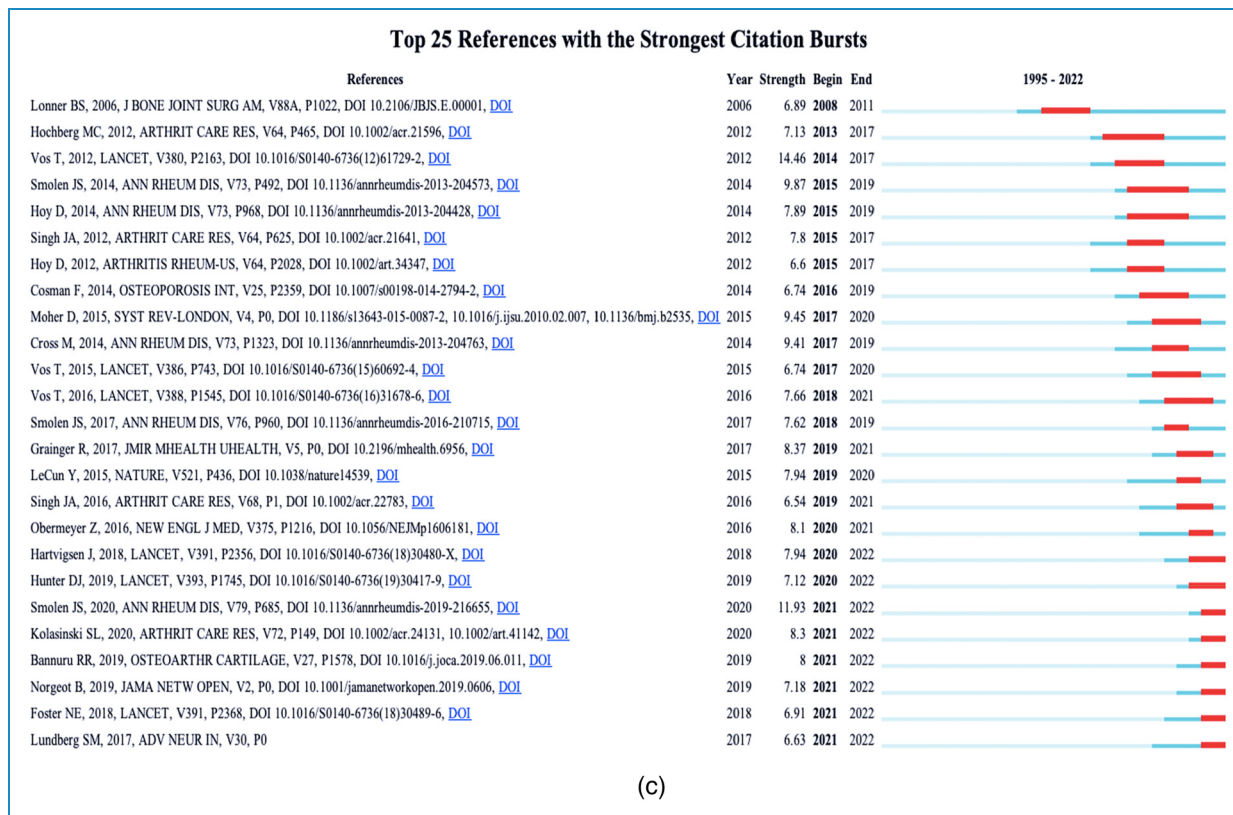 Top 25 References with the Strongest Citation Bursts
References Year Strength Begin End 1995 - 2022
Lonner BS, 2006, J BONE JOINT SURG AM, V88A, P1022, DOI 10.2106/JBJS.E.00001, DOI 2006 6.89 2008 2011
Hochberg MC, 2012, ARTHRIT CARE RES, V64, P465, DOI 10.1002/acr.21596, DOI 2012 7.13 2013 2017
Vos T, 2012, LANCET, V380, P2163, DOI 10.1016/S0140-6736(12)61729-2, DOI 2012 14.46 2014 2017
Smolen JS, 2014, ANN RHEUM DIS, V73, P492, DOI 10.1136/annrheumdis-2013-204573, DOI 2014 9.87 2015 2019
Hoy D, 2014, ANN RHEUM DIS, V73, P968, DOI 10.1136/annrheumdis-2013-204428, DOI 2014 7.89 2015 2019
Singh JA, 2012, ARTHRIT CARE RES, V64, P625, DOI 10.1002/acr.21641, DOI 2012 7.8 2015 2017
Hoy D, 2012, ARTHRITIS RHEUM-US, V64, P2028, DOI 10.1002/art.34347, DOI 2012 6.6 2015 2017
Cosman F, 2014, OSTEOPOROSIS INT, V25, P2359, DOI 10.1007/s00198-014-2794-2, DOI 2014 6.74 2016 2019
Moher D, 2015, SYST REV-LONDON, V4, P0, DOI 10.1186/s13643-015-0087-2, 10.1016/j.ijsu.2010.02.007, 10.1136/bmj.b2535, DOI 2015 9.45 2017 2020
Cross M, 2014, ANN RHEUM DIS, V73, P1323, DOI 10.1136/annrheumdis-2013-204763, DOI 2014 9.41 2017 2019
Vos T, 2015, LANCET, V386, P743, DOI 10.1016/S0140-6736(15)60692-4, DOI 2015 6.74 2017 2020
Vos T, 2016, LANCET, V388, P1545, DOI 10.1016/S0140-6736(16)31678-6, DOI 2016 7.66 2018 2021
Smolen JS, 2017, ANN RHEUM DIS, V76, P960, DOI 10.1136/annrheumdis-2016-210715, DOI 2017 7.62 2018 2019
Grainger R, 2017, JMIR MHEALTH UHEALTH, V5, P0, DOI 10.2196/mhealth.6956, DOI 2017 8.37 2019 2021
LeCun Y, 2015, NATURE, V521, P436, DOI 10.1038/nature14539, DOI 2015 7.94 2019 2020
Singh JA, 2016, ARTHRIT CARE RES, V68, P1, DOI 10.1002/acr.22783, DOI 2016 6.54 2019 2021
Obermeyer Z, 2016, NEW ENGL J MED, V375, P1216, DOI 10.1056/NEJMp1606181, DOI 2016 8.1 2020 2021
Hartvigsen J, 2018, LANCET, V391, P2356, DOI 10.1016/S0140-6736(18)30480-X, DOI 2018 7.94 2020 2022
Hunter DJ, 2019, LANCET, V393, P1745, DOI 10.1016/S0140-6736(19)30417-9, DOI 2019 7.12 2020 2022
Smolen JS, 2020, ANN RHEUM DIS, V79, P685, DOI 10.1136/annrheumdis-2019-216655, DOI 2020 11.93 2021 2022
Kolasinski SL, 2020, ARTHRIT CARE RES, V72, P149, DOI 10.1002/acr.24131, 10.1002/art.41142, DOI 2020 8.3 2021 2022
Bannuru RR, 2019, OSTEOARTHR CARTILAGE, V27, P1578, DOI 10.1016/j.joca.2019.06.011, DOI 2019 8 2021 2022
Norgeot B, 2019, JAMA NETW OPEN, V2, P0, DOI 10.1001/jamanetworkopen.2019.0606, DOI 2019 7.18 2021 2022
Foster NE, 2018, LANCET, V391, P2368, DOI 10.1016/S0140-6736(18)30489-6, DOI 2018 6.91 2021 2022
Lundberg SM, 2017, ADV NEUR IN, V30, P0 2017 6.63 2021 2022
(c)